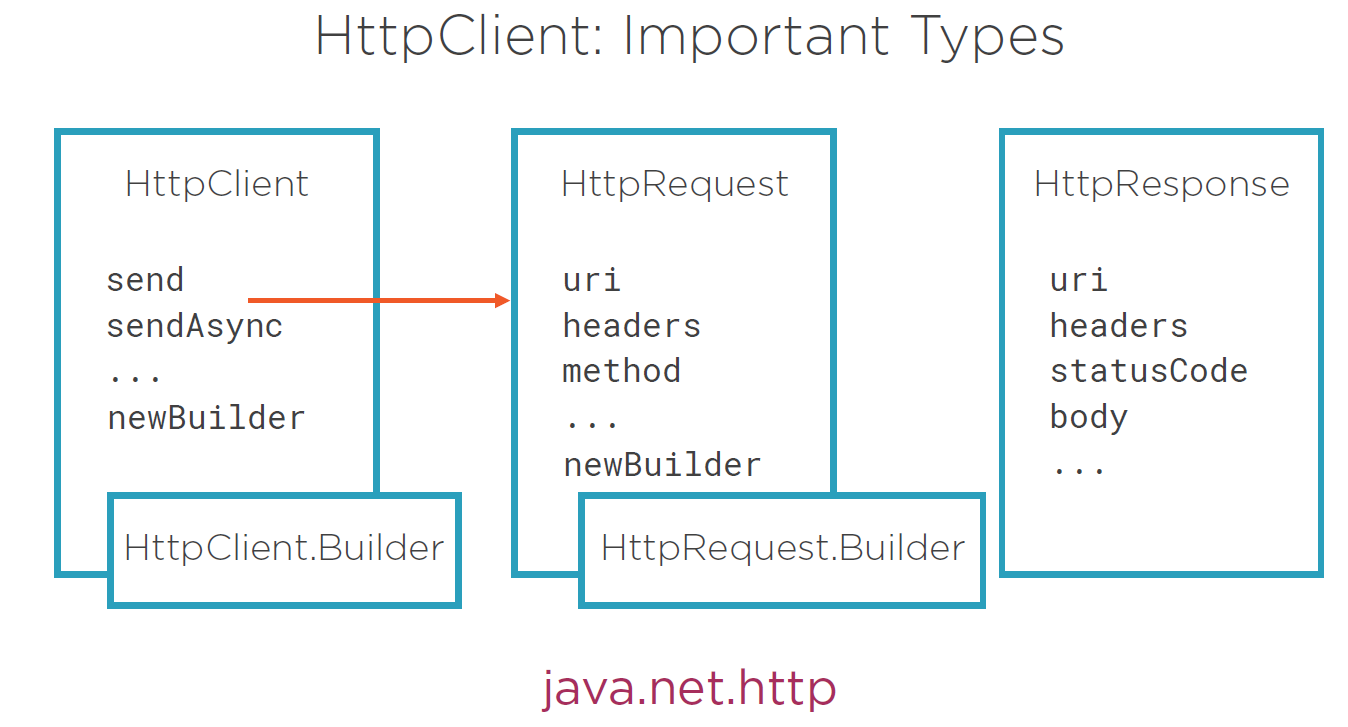 HttpClient: Important Types
HttpClient
send
sendAsync
...
newBuilder
HttpClient.Builder
HttpRequest
uri
headers
method
...
newBuilder
HttpRequest.Builder
HttpResponse
uri
headers
statusCode
body
...
java.net.http